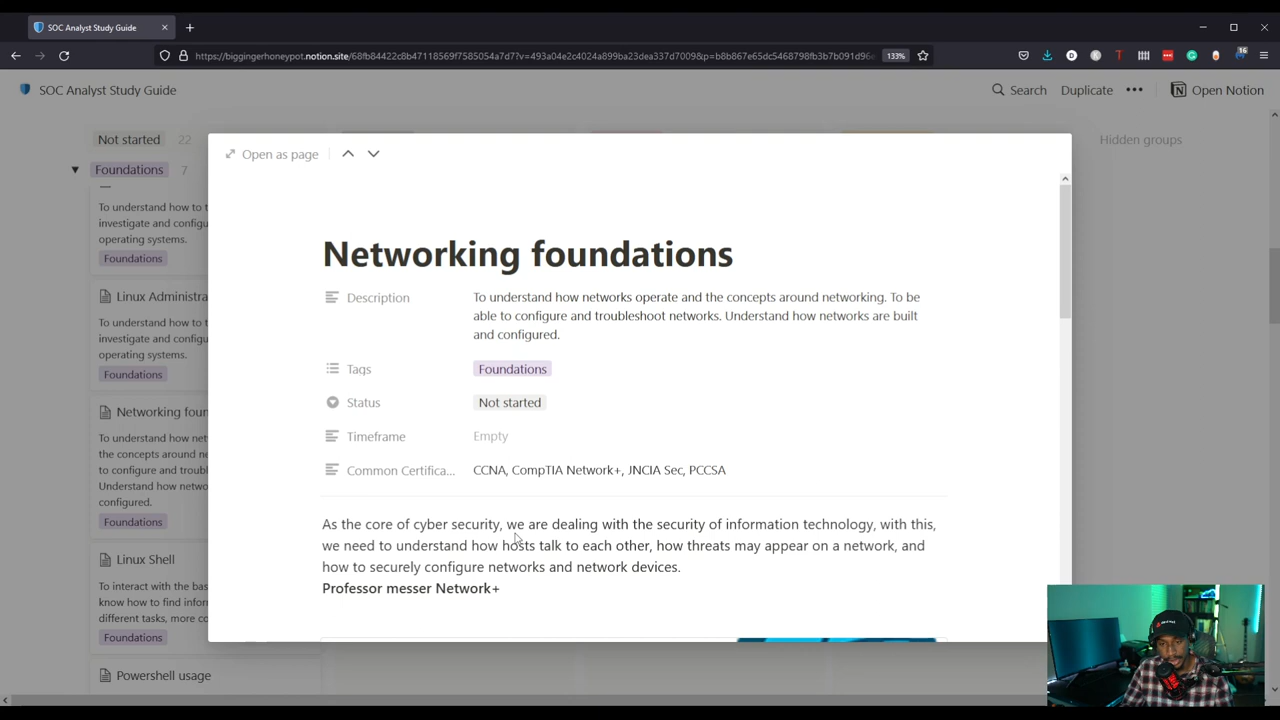 SOC Analyst Study Guide
133%
16
SOC Analyst Study Guide
Search
Duplicate
Open Notion
Not started 22
Hidden groups
Foundations 7
To understand how to t
investigate and configu
operating systems.
Foundations
Linux Administra
To understand how to t
investigate and configu
operating systems.
Foundations
Networking foun
To understand how net
the concepts around ne
to configure and troubl
Understand how netwo
configured.
Foundations
Linux Shell
To interact with the bas
know how to find infor
different tasks, more co
Foundations
Powershell usage
Open as page
Networking foundations
Description
To understand how networks operate and the concepts around networking. To be
able to configure and troubleshoot networks. Understand how networks are built
and configured.
Tags
Foundations
Status
Not started
Timeframe
Empty
Common Certifica...
CCNA, CompTIA Network+, JNCIA Sec, PCCSA
As the core of cyber security, we are dealing with the security of information technology, with this,
we need to understand how hosts talk to each other, how threats may appear on a network, and
how to securely configure networks and network devices.
Professor messer Network+